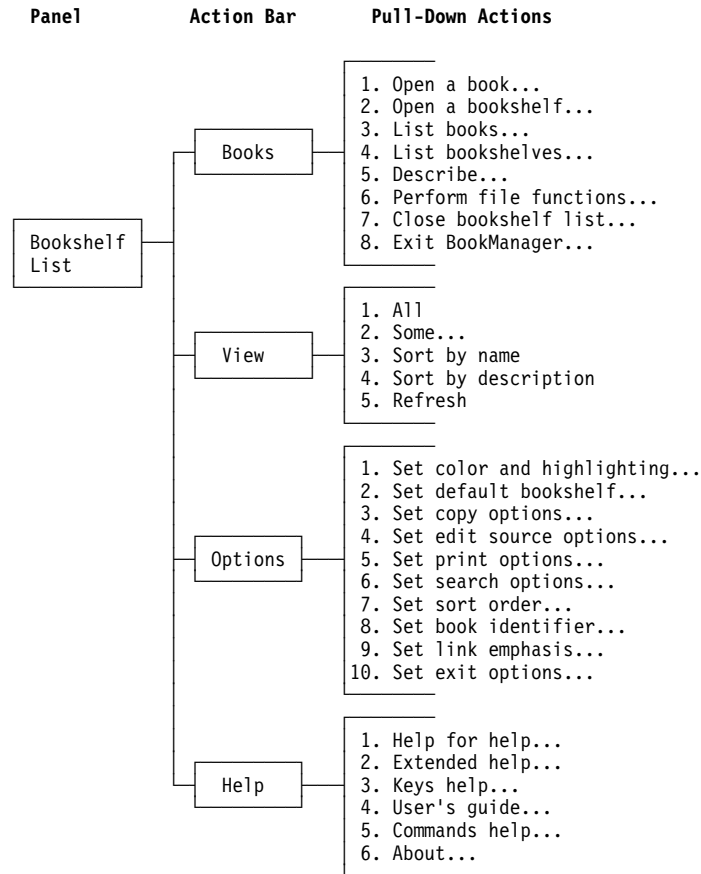 Panel Action Bar Pull-Down Actions
1. Open a book...
2. Open a bookshelf...
3. List books...
Books
4. List bookshelves...
5. Describe...
6. Perform file functions...
7. Close bookshelf list...
8. Exit BookManager...
Bookshelf
List
1. All
2. Some...
View
3. Sort by name
4. Sort by description
5. Refresh
1. Set color and highlighting...
2. Set default bookshelf...
3. Set copy options...
4. Set edit source options...
Options
5. Set print options...
6. Set search options...
7. Set sort order...
8. Set book identifier...
9. Set link emphasis...
10. Set exit options...
1. Help for help...
2. Extended help...
Help
3. Keys help...
4. User's guide...
5. Commands help...
6. About...